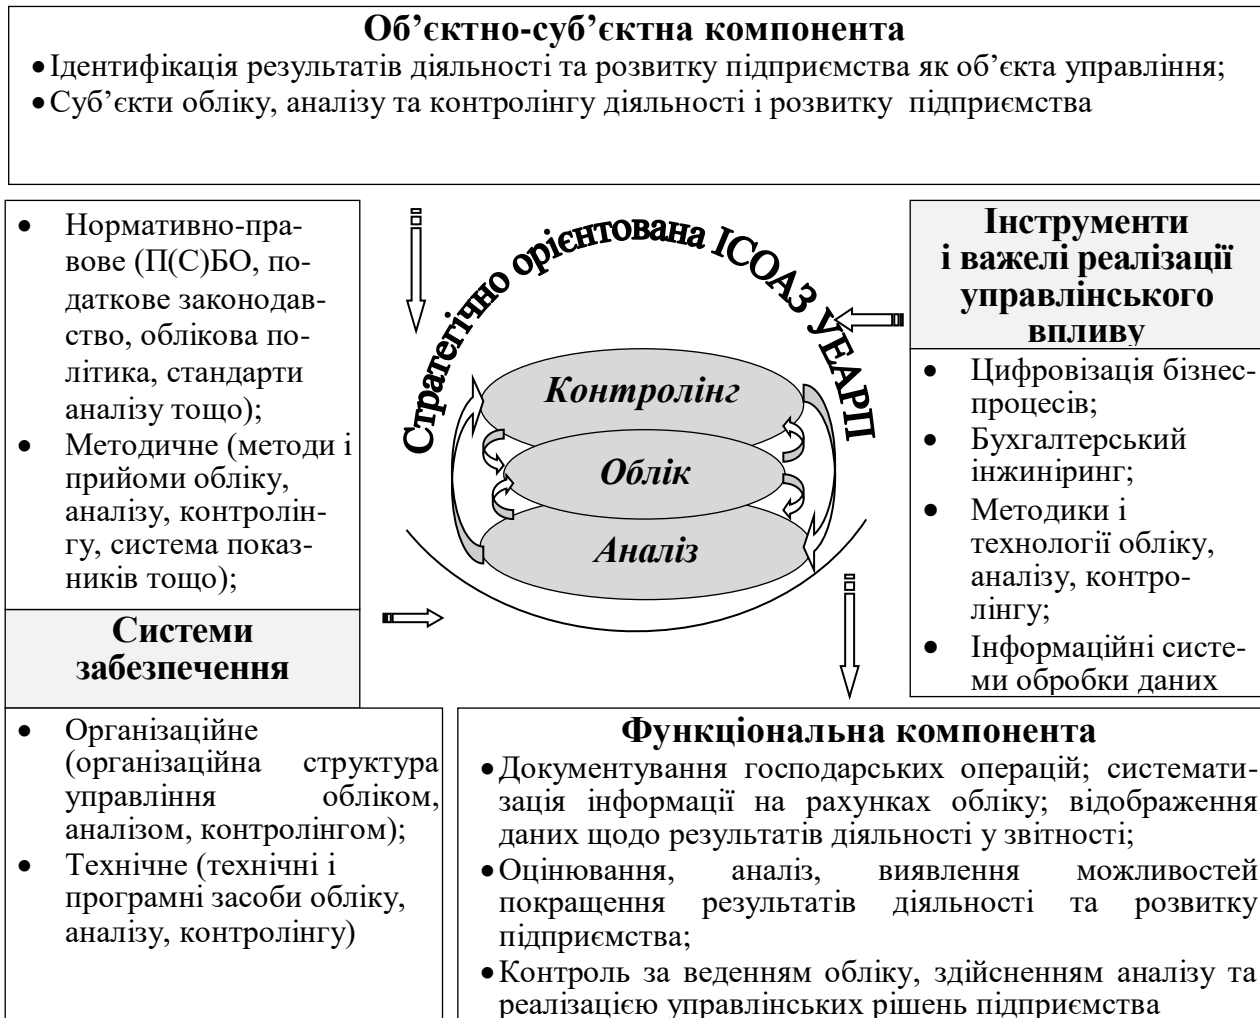 Об’єктно-суб’єктна компонента
•Ідентифікація результатів діяльності та розвитку підприємства як об’єкта управління;
•Суб’єкти обліку, аналізу та контролінгу діяльності і розвитку підприємства
• Нормативно-пра-
вове (П(С)БО, по-
даткове законодав-
ство, облікова по-
літика, стандарти
аналізу тощо);
• Методичне (методи і
прийоми обліку,
аналізу, контролін-
гу, система показ-
ників тощо);
Системи
забезпечення
• Організаційне
(організаційна структура
управління обліком,
аналізом, контролінгом);
• Технічне (технічні і
програмні засоби обліку,
аналізу, контролінгу)
Стратегічно орієнтована ІСОАЗ УЕАРП
Контролінг
Облік
Аналіз
Інструменти
і важелі реалізації
управлінського
впливу
• Цифровізація бізнес-
процесів;
• Бухгалтерський
інжиніринг;
• Методики і
технології обліку,
аналізу, контро-
лінгу;
• Інформаційні систе-
ми обробки даних
Функціональна компонента
•Документування господарських операцій; системати-
зація інформації на рахунках обліку; відображення
даних щодо результатів діяльності у звітності;
•Оцінювання, аналіз, виявлення можливостей
покращення результатів діяльності та розвитку
підприємства;
•Контроль за веденням обліку, здійсненням аналізу та
реалізацією управлінських рішень підприємства